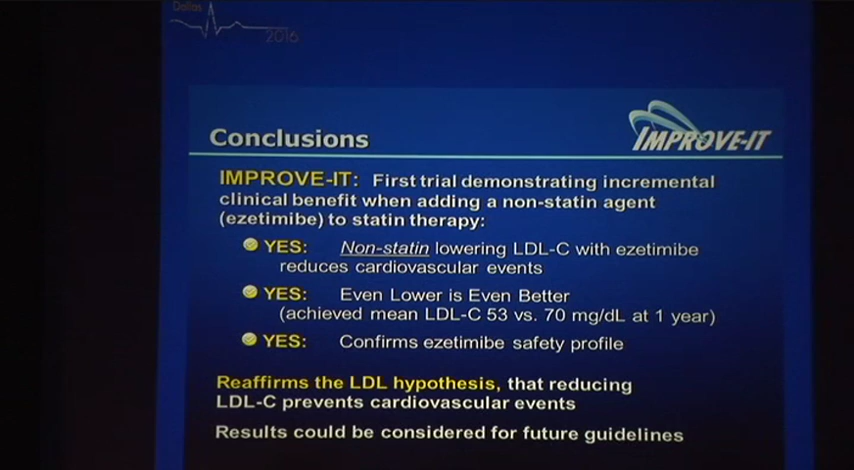 Dallas
2016
Conclusions
IMPROVE-IT
IMPROVE-IT: First trial demonstrating incremental
clinical benefit when adding a non-statin agent
(ezetimibe) to statin therapy:
YES: Non-statin lowering LDL-C with ezetimibe
reduces cardiovascular events
YES: Even Lower is Even Better
(achieved mean LDL-C 53 vs. 70 mg/dL at 1 year)
YES: Confirms ezetimibe safety profile
Reaffirms the LDL hypothesis, that reducing
LDL-C prevents cardiovascular events
Results could be considered for future guidelines